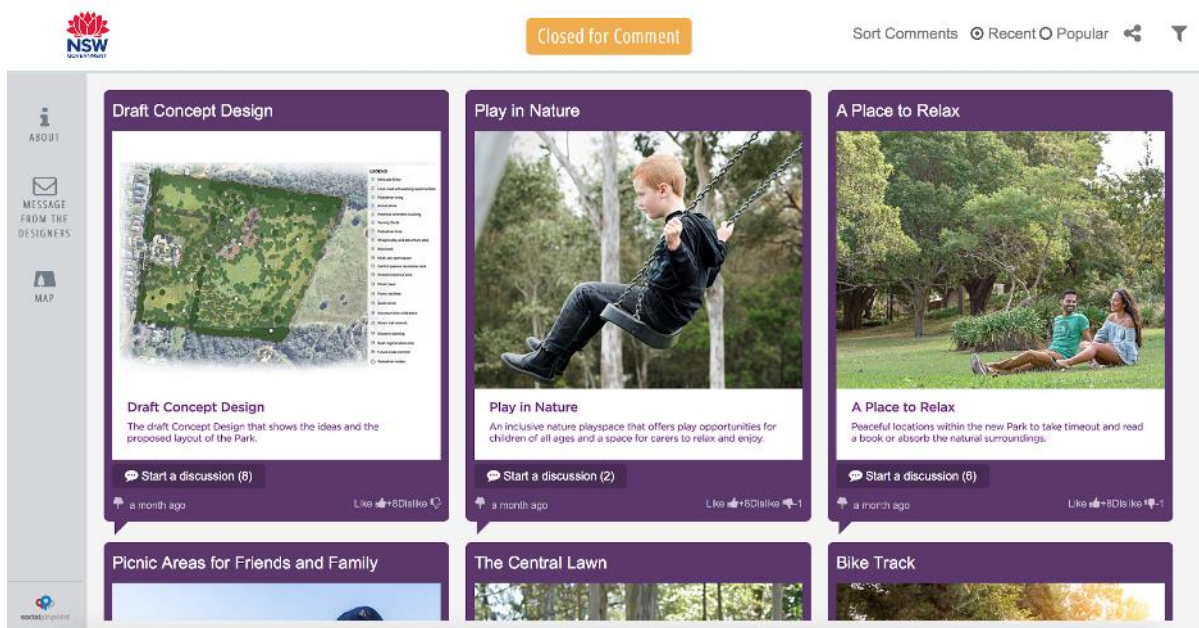 NSW
GOVERNMENT
Closed for Comment
Sort Comments Recent Popular
ABOUT
MESSAGE
FROM THE
DESIGNERS
MAP
socialpinpoint
Draft Concept Design
LEGEND
Draft Concept Design
The draft Concept Design that shows the ideas and the
proposed layout of the Park.
Start a discussion (8)
a month ago
Like +8Dislike
Play in Nature
Play in Nature
An inclusive nature playspace that offers play opportunities for
children of all ages and a space for carers to relax and enjoy.
Start a discussion (2)
a month ago
Like +8Dislike -1
A Place to Relax
A Place to Relax
Peaceful locations within the new Park to take timeout and read
a book or absorb the natural surroundings.
Start a discussion (6)
a month ago
Like +8Dislike -1
Picnic Areas for Friends and Family
The Central Lawn
Bike Track